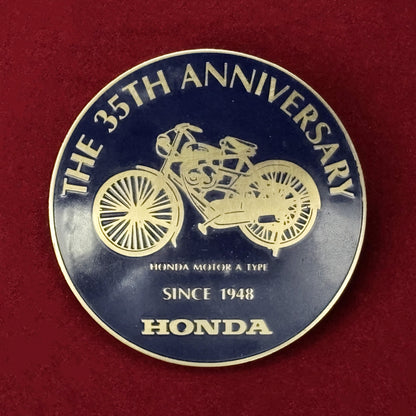 THE 35TH ANNIVERSARY
HONDA MOTOR A TYPE
SINCE 1948
HONDA